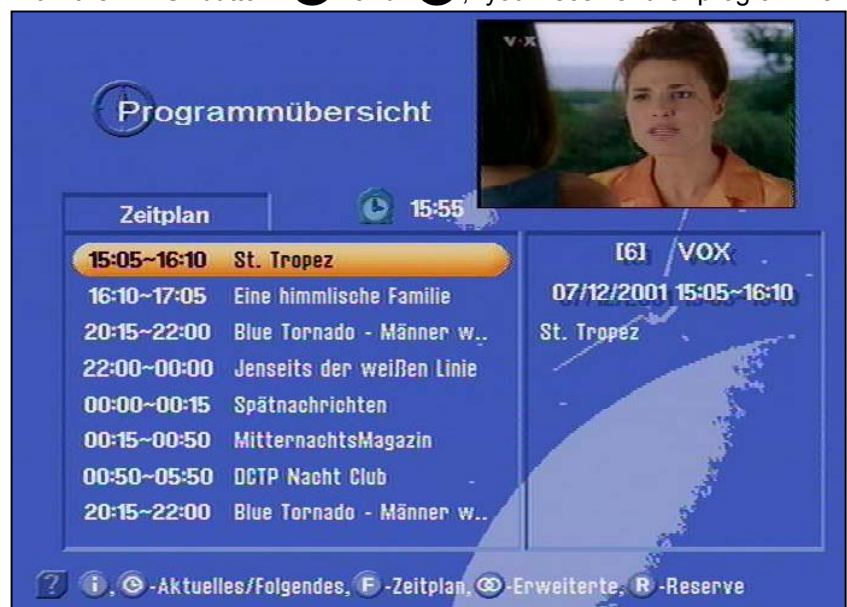 VOX
Programmübersicht
Zeitplan
15:55
15:05~16:10 St. Tropez
16:10~17:05 Eine himmlische Familie
20:15~22:00 Blue Tornado - Männer w..
22:00~00:00 Jenseits der weißen Linie
00:00~00:15 Spätnachrichten
00:15~00:50 MitternachtsMagazin
00:50~05:50 DCTP Nacht Club
20:15~22:00 Blue Tornado - Männer w..
[6] VOX
07/12/2001 15:05~16:10
St. Tropez
? i, -Aktuelles/Folgendes, F -Zeitplan, -Erweiterte, R -Reserve